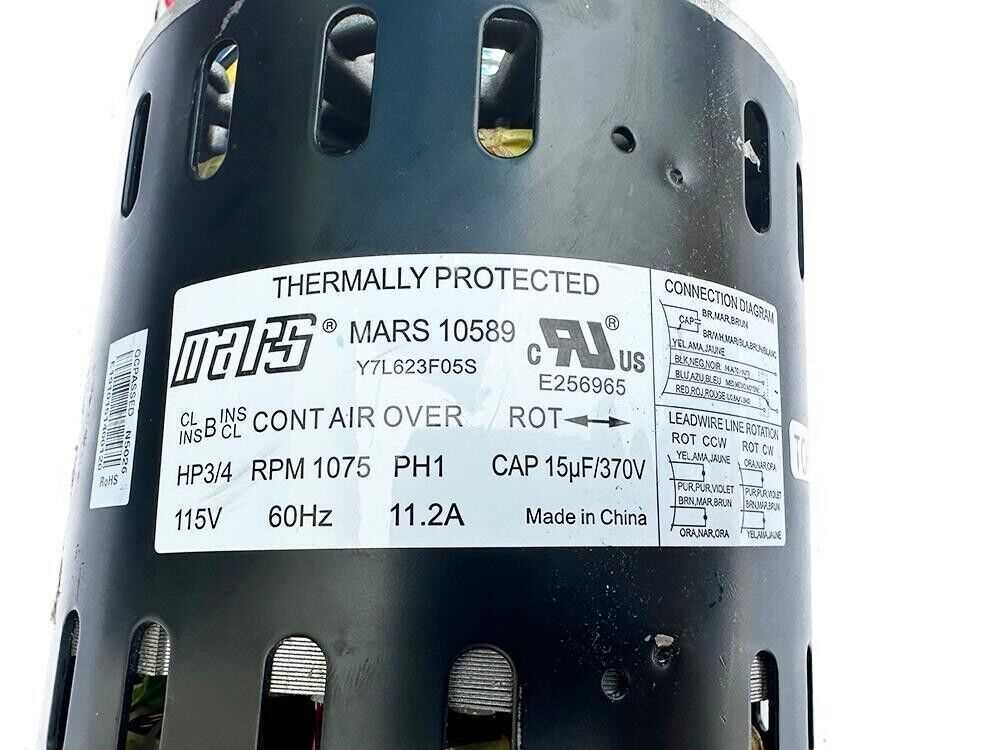 THERMALLY PROTECTED
mars ® MARS 10589
Y7L623F05S
C RU ® US
E256965
CL INS B INS CL CONT AIR OVER ROT
HP3/4 RPM 1075 PH1 CAP 15µF/370V
115V 60Hz 11.2A Made in China
CONNECTION DIAGRAM
BR,MAR,BRUN
CAP
YEL,AMA,JAUNE
BLK,NEG,NOIR
BLU,AZU,BLEU
RED,ROJ,ROUGE
LEADWIRE LINE ROTATION
ROT CCW ROT CW
YEL,AMA,JAUNE ORA,NAR,ORA
PUR,PUR,VIOLET PUR,PUR,VIOLET
BRN,MAR,BRUN BRN,MAR,BRUN
ORA,NAR,ORA YEL,AMA,JAUNE
QCPASSED N5026
RoHS